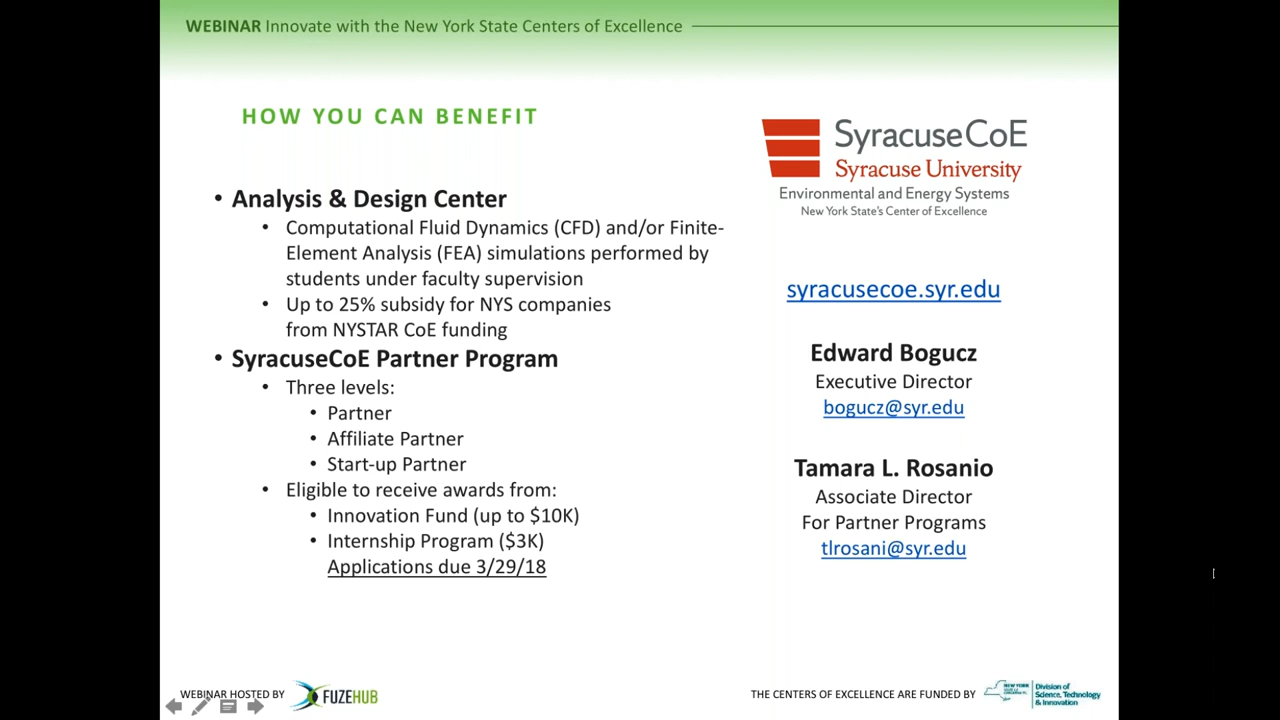 WEBINAR Innovate with the New York State Centers of Excellence
HOW YOU CAN BENEFIT
• Analysis & Design Center
• Computational Fluid Dynamics (CFD) and/or Finite-
Element Analysis (FEA) simulations performed by
students under faculty supervision
• Up to 25% subsidy for NYS companies
from NYSTAR CoE funding
• SyracuseCoE Partner Program
• Three levels:
• Partner
• Affiliate Partner
• Start-up Partner
• Eligible to receive awards from:
• Innovation Fund (up to $10K)
• Internship Program ($3K)
Applications due 3/29/18
SyracuseCoE
Syracuse University
Environmental and Energy Systems
New York State's Center of Excellence
syracusecoe.syr.edu
Edward Bogucz
Executive Director
bogucz@syr.edu
Tamara L. Rosanio
Associate Director
For Partner Programs
tlrosani@syr.edu
WEBINAR HOSTED BY
FUZEHUB
THE CENTERS OF EXCELLENCE ARE FUNDED BY
NEW YORK
Division of
Science, Technology
& Innovation